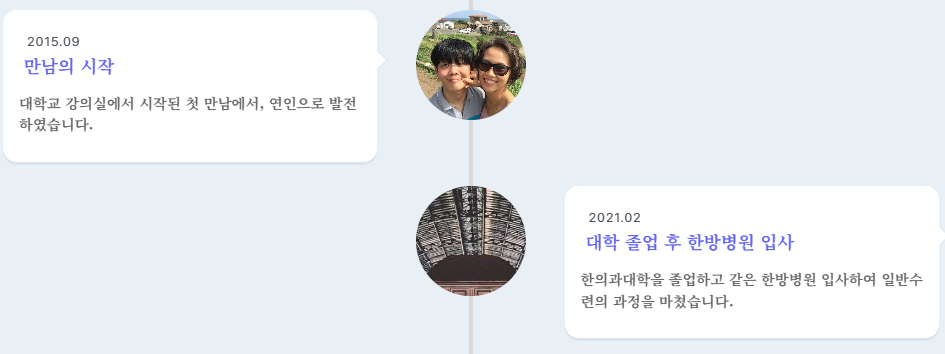 2015.09
만남의 시작
대학교 강의실에서 시작된 첫 만남에서, 연인으로 발전
하였습니다.
2021.02
대학 졸업 후 한방병원 입사
한의과대학을 졸업하고 같은 한방병원 입사하여 일반수
련의 과정을 마쳤습니다.